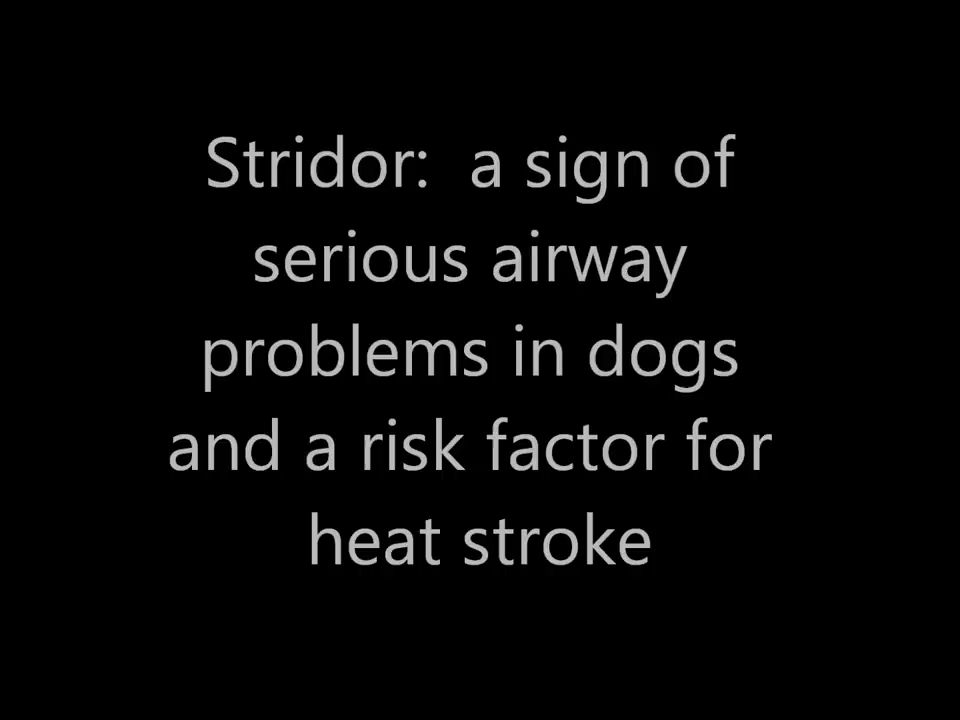 Stridor:  a sign of
serious airway
problems in dogs
and a risk factor for
heat stroke